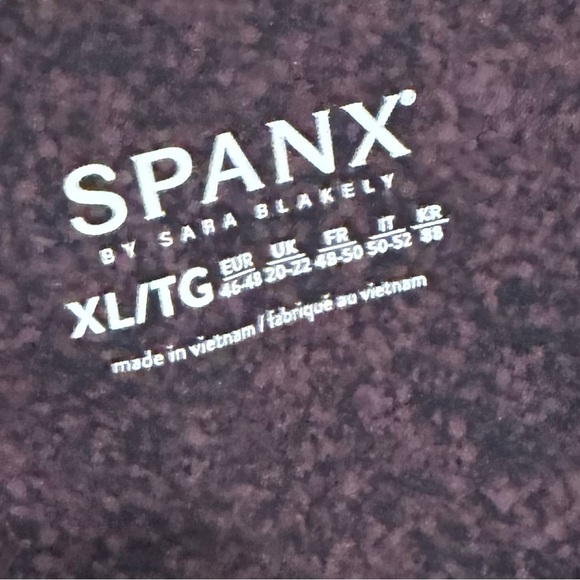 SPANX
BY SARA BLAKELY
XL/TG EUR UK FR IT KR
46-48 20-22 48-50 50-52 88
made in vietnam / fabriqué au vietnam